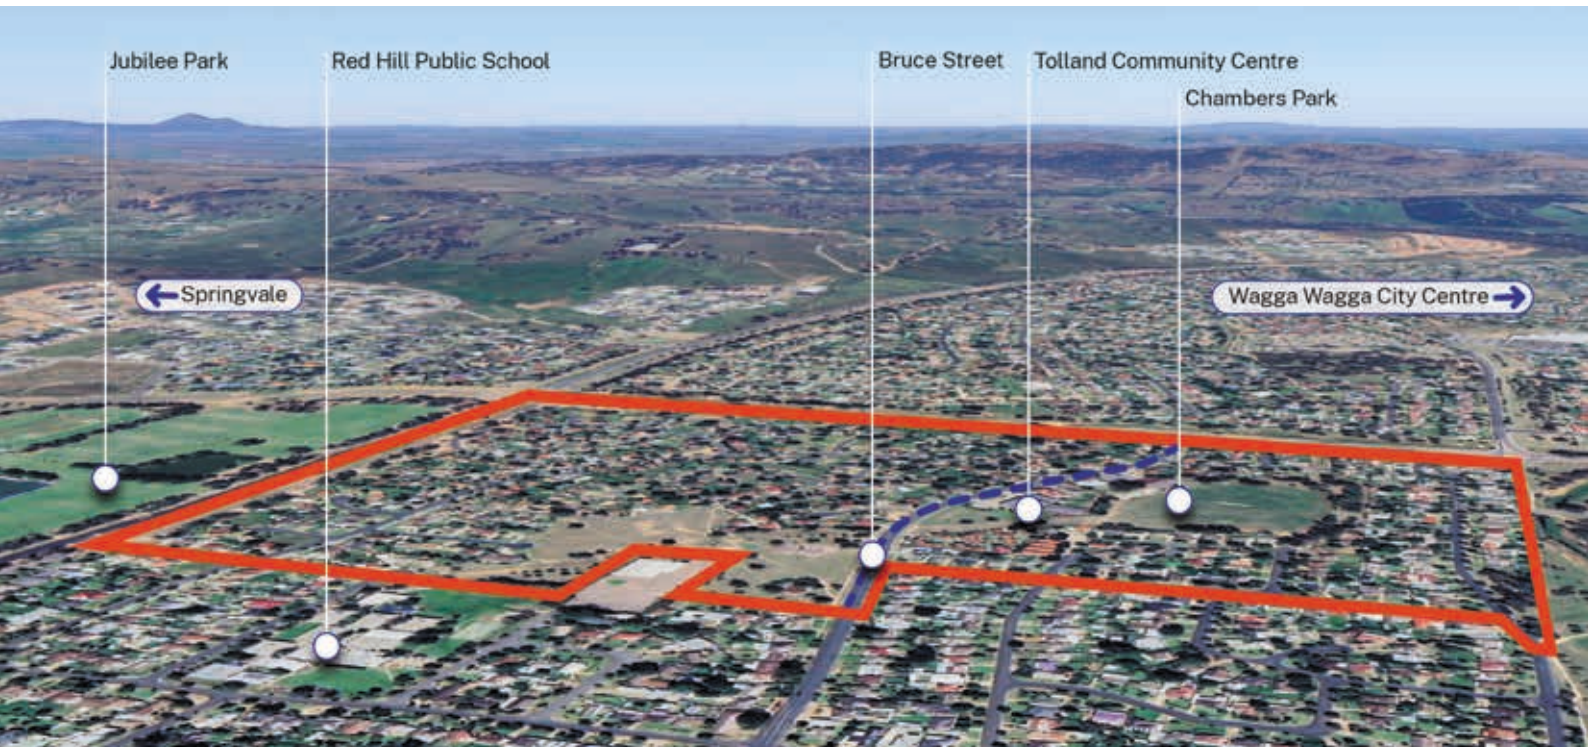 Jubilee Park
Red Hill Public School
Bruce Street
Tolland Community Centre
Chambers Park
Springvale
Wagga Wagga City Centre